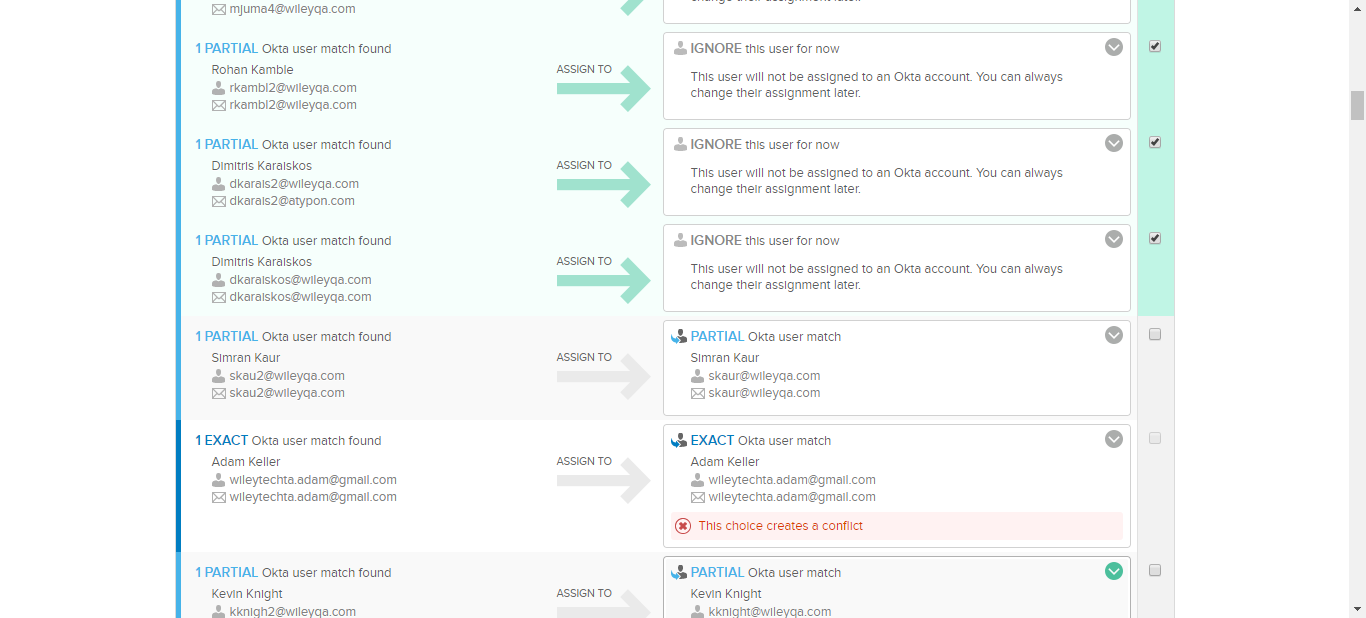 mjuma4@wileyqa.com
1 PARTIAL Okta user match found
Rohan Kamble
rkambl2@wileyqa.com
rkambl2@wileyqa.com
ASSIGN TO
IGNORE this user for now
This user will not be assigned to an Okta account. You can always
change their assignment later.
1 PARTIAL Okta user match found
Dimitris Karaiskos
dkarais2@wileyqa.com
dkarais2@atypon.com
ASSIGN TO
IGNORE this user for now
This user will not be assigned to an Okta account. You can always
change their assignment later.
1 PARTIAL Okta user match found
Dimitris Karaiskos
dkaraiskos@wileyqa.com
dkaraiskos@wileyqa.com
ASSIGN TO
IGNORE this user for now
This user will not be assigned to an Okta account. You can always
change their assignment later.
1 PARTIAL Okta user match found
Simran Kaur
skau2@wileyqa.com
skau2@wileyqa.com
ASSIGN TO
PARTIAL Okta user match
Simran Kaur
skaur@wileyqa.com
skaur@wileyqa.com
1 EXACT Okta user match found
Adam Keller
wileytechta.adam@gmail.com
wileytechta.adam@gmail.com
ASSIGN TO
EXACT Okta user match
Adam Keller
wileytechta.adam@gmail.com
wileytechta.adam@gmail.com
This choice creates a conflict
1 PARTIAL Okta user match found
Kevin Knight
kknigh2@wileyqa.com
ASSIGN TO
PARTIAL Okta user match
Kevin Knight
kknight@wileyqa.com